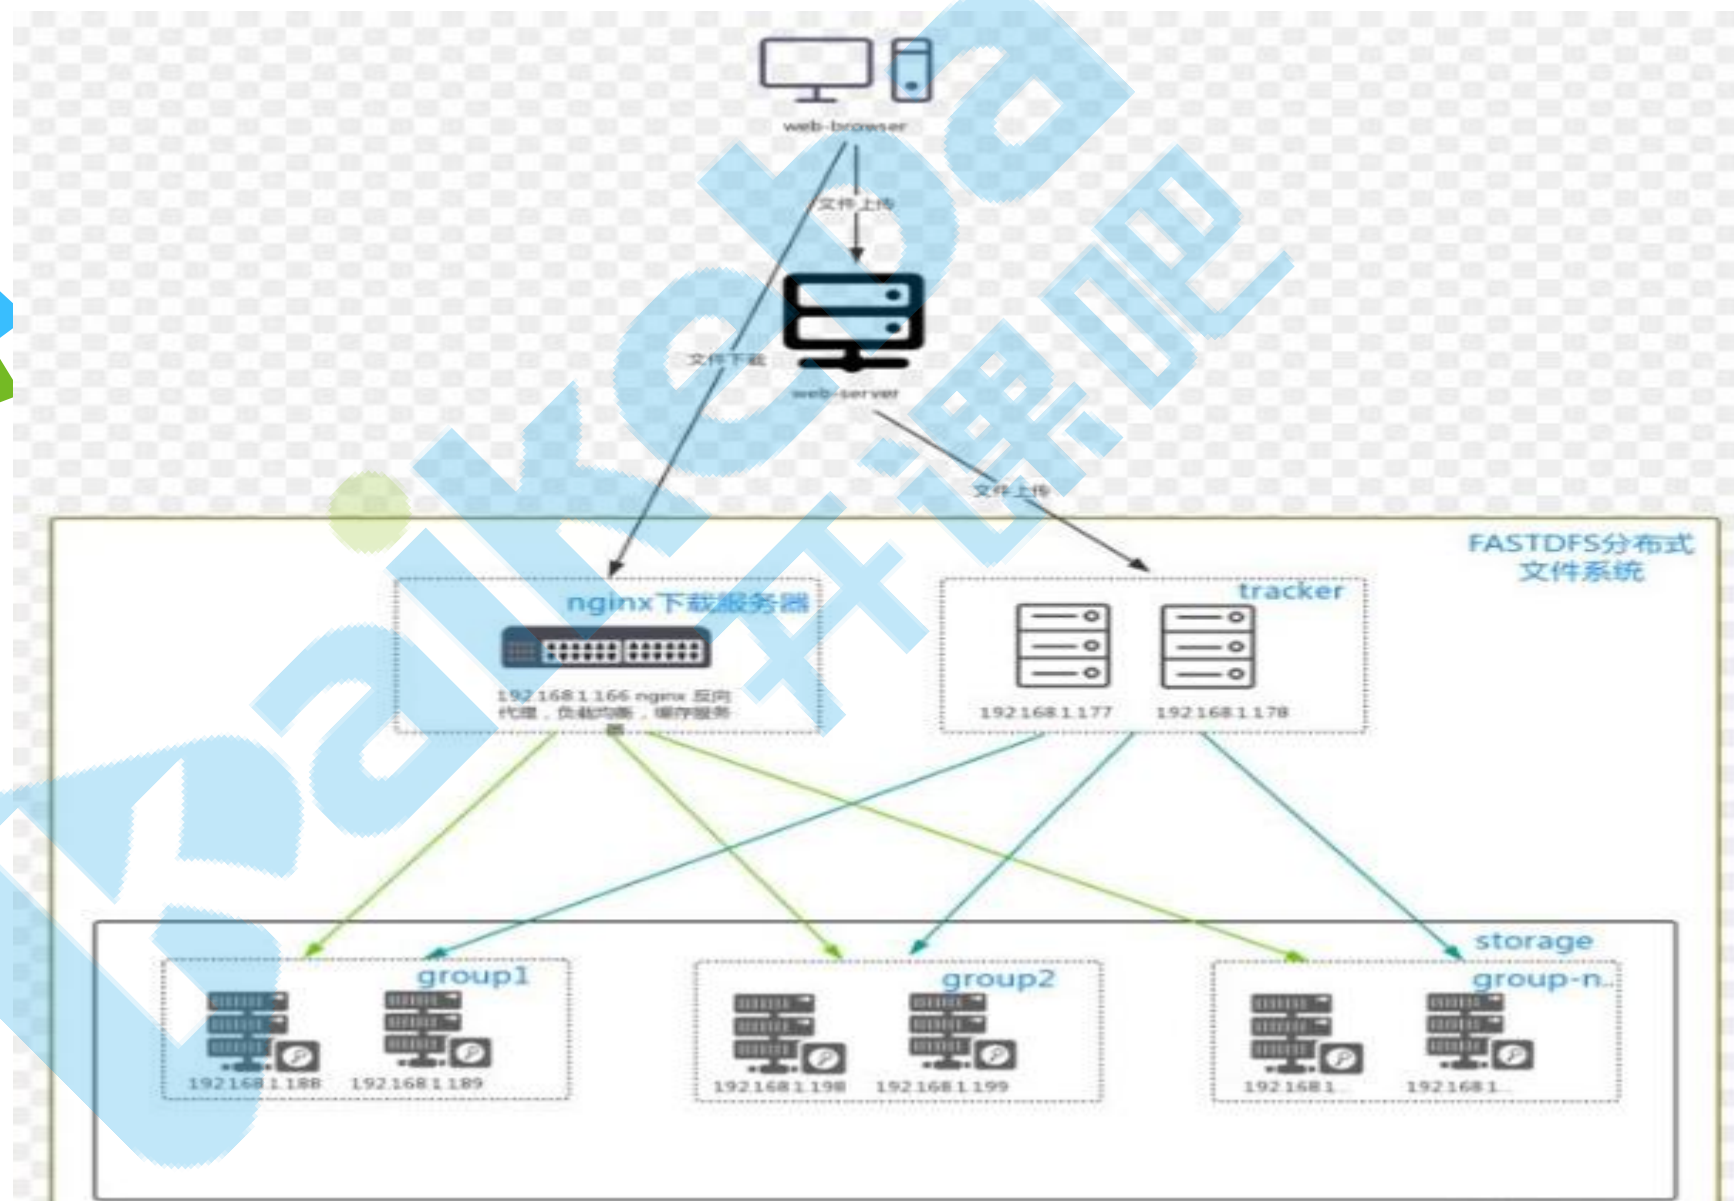 web-browser
文件上传
文件下载
web-server
文件上传
FASTDFS分布式
文件系统
nginx下载服务器
tracker
192.168.1.166 nginx 反向
代理，负载均衡，缓存服务
器
192.168.1.177
192.168.1.178
storage
group1
group2
group-n..
192.168.1.188
192.168.1.189
192.168.1.198
192.168.1.199
192.168.1...
192.168.1...
Kaikeba
开课吧